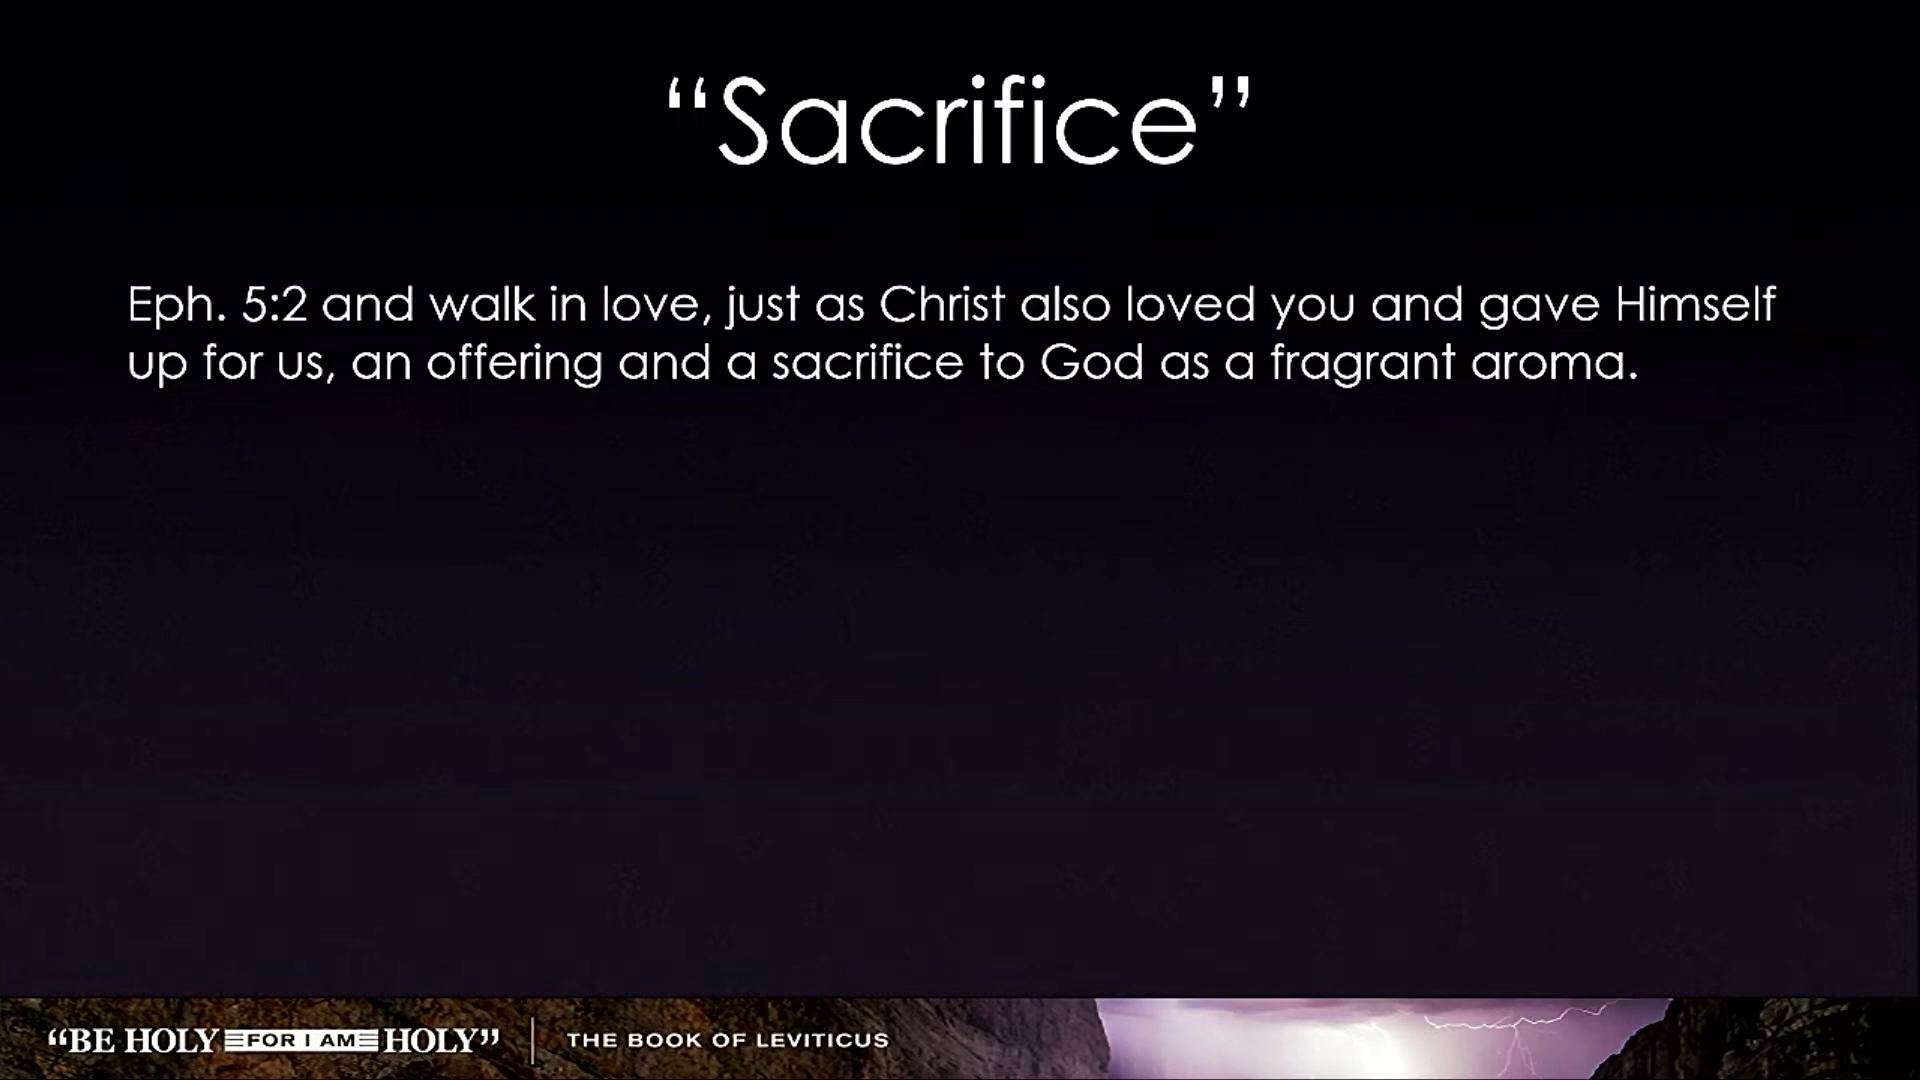 “Sacrifice”
Eph. 5:2 and walk in love, just as Christ also loved you and gave Himself
up for us, an offering and a sacrifice to God as a fragrant aroma.
“BE HOLY FOR I AM HOLY” | THE BOOK OF LEVITICUS